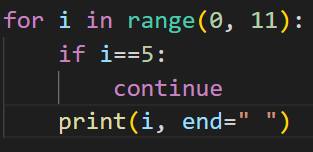 for i in range(0, 11):
    if i==5:
        continue
    print(i, end=" ")